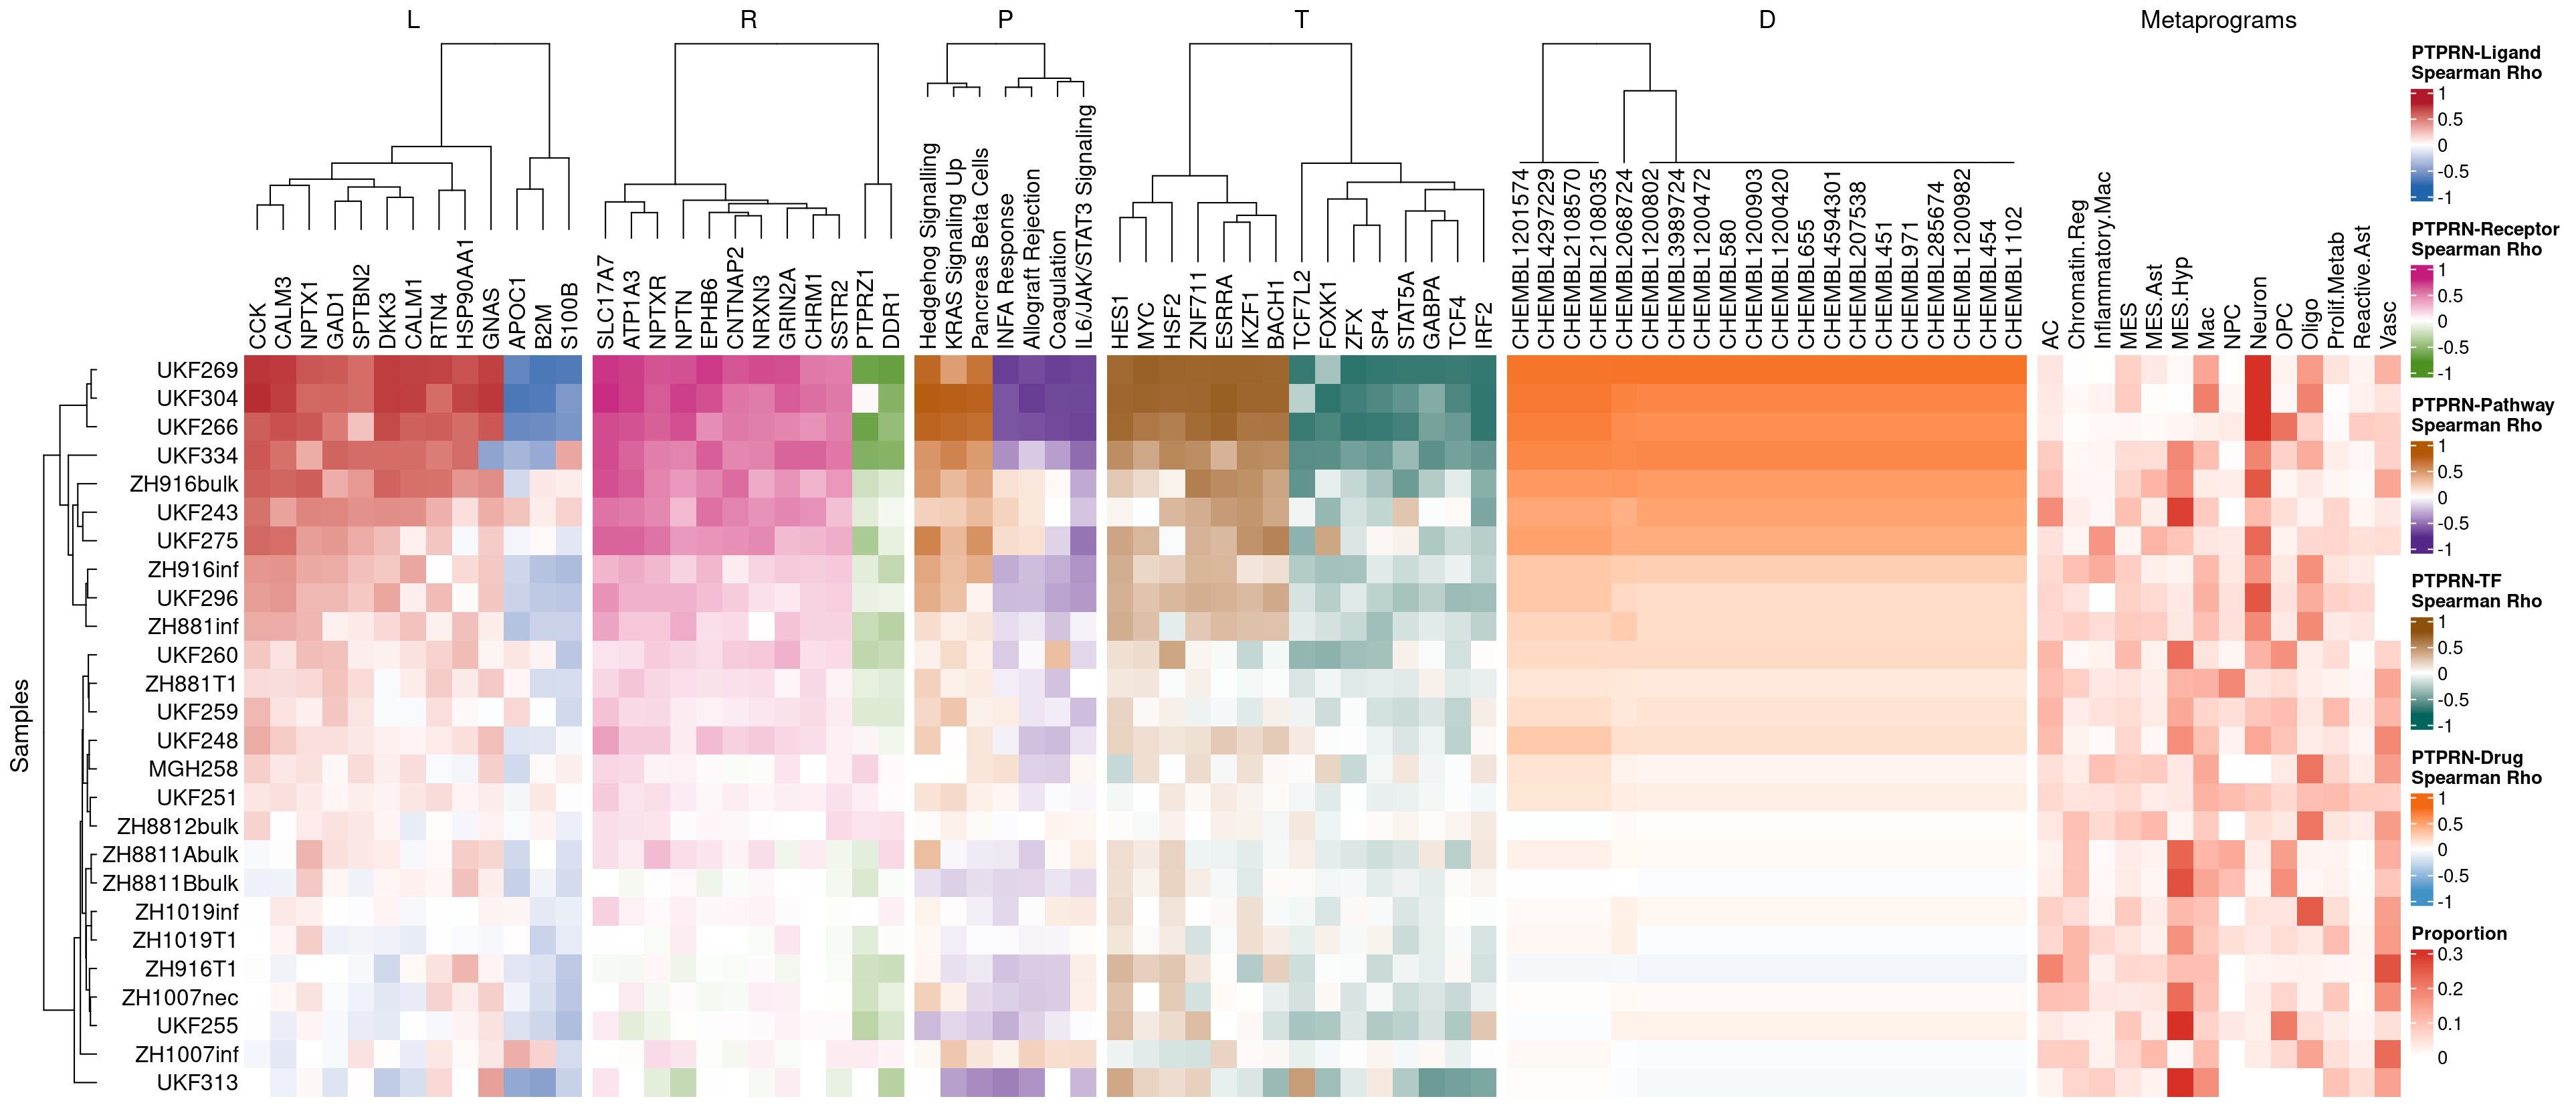 L
R
P
T
D
Metaprograms
CCK
CALM3
NPTX1
GAD1
SPTBN2
DKK3
CALM1
RTN4
HSP90AA1
GNAS
APOC1
B2M
S100B
SLC17A7
ATP1A3
NPTXR
NPTN
EPHB6
CNTNAP2
NRXN3
GRIN2A
CHRM1
SSTR2
PTPRZ1
DDR1
Hedgehog Signalling
KRAS Signaling Up
Pancreas Beta Cells
INFA Response
Allograft Rejection
Coagulation
IL6/JAK/STAT3 Signaling
HES1
MYC
HSF2
ZNF711
ESRRA
IKZF1
BACH1
TCF7L2
FOXK1
ZFX
SP4
STAT5A
GABPA
TCF4
IRF2
CHEMBL1201574
CHEMBL4297229
CHEMBL2108570
CHEMBL2108035
CHEMBL2068724
CHEMBL1200802
CHEMBL3989724
CHEMBL1200472
CHEMBL580
CHEMBL1200903
CHEMBL1200420
CHEMBL655
CHEMBL4594301
CHEMBL207538
CHEMBL451
CHEMBL971
CHEMBL285674
CHEMBL1200982
CHEMBL454
CHEMBL1102
AC
Chromatin.Reg
Inflammatory.Mac
MES
MES.Ast
MES.Hyp
Mac
NPC
Neuron
OPC
Oligo
Prolif.Metab
Reactive.Ast
Vasc
Samples
UKF269
UKF304
UKF266
UKF334
ZH916bulk
UKF243
UKF275
ZH916inf
UKF296
ZH881inf
UKF260
ZH881T1
UKF259
UKF248
MGH258
UKF251
ZH8812bulk
ZH8811Abulk
ZH8811Bbulk
ZH1019inf
ZH1019T1
ZH916T1
ZH1007nec
UKF255
ZH1007inf
UKF313
PTPRN-Ligand
Spearman Rho
1
0.5
0
-0.5
-1
PTPRN-Receptor
Spearman Rho
1
0.5
0
-0.5
-1
PTPRN-Pathway
Spearman Rho
1
0.5
0
-0.5
-1
PTPRN-TF
Spearman Rho
1
0.5
0
-0.5
-1
PTPRN-Drug
Spearman Rho
1
0.5
0
-0.5
-1
Proportion
0.3
0.2
0.1
0